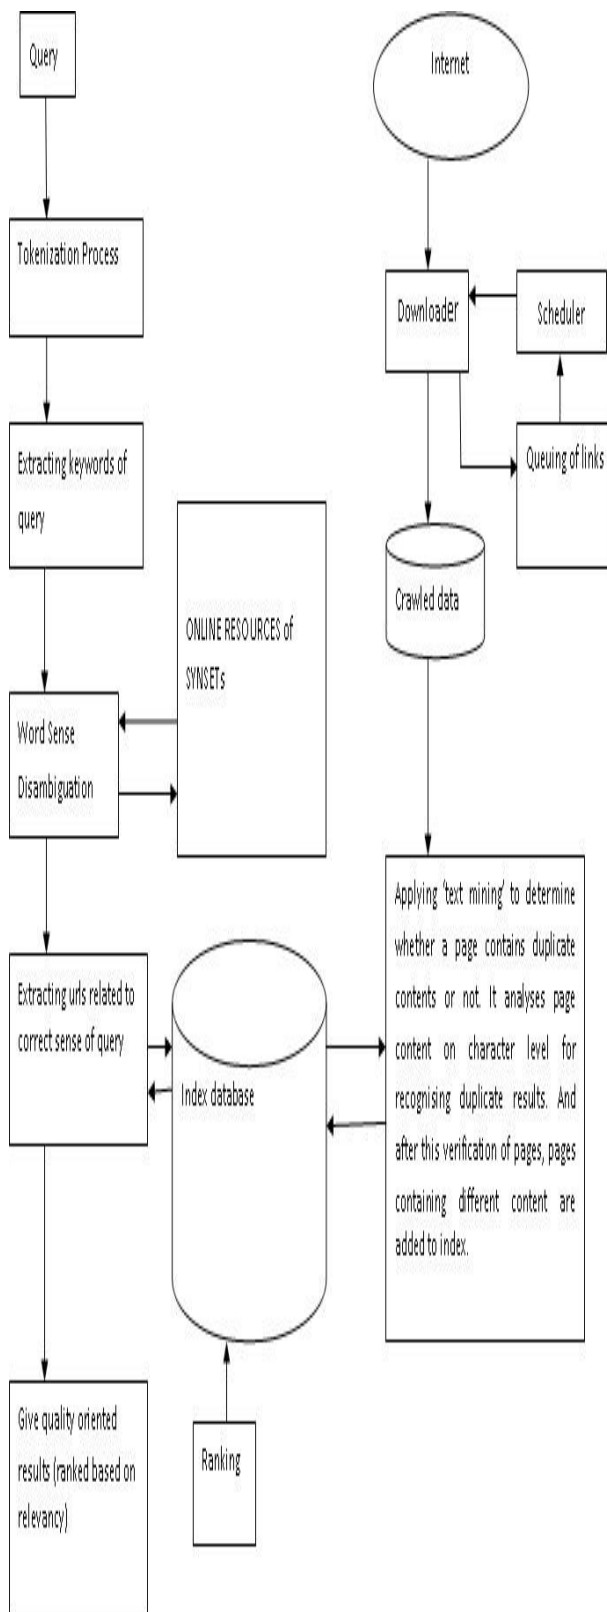 Query
Internet
Tokenization Process
Downloader
Scheduler
Extracting keywords of
query
Queuing of links
ONLINE RESOURCES of
SYNSETs
Crawled data
Word Sense
Disambiguation
Applying 'text mining' to determine
whether a page contains duplicate
contents or not. It analyses page
content on character level for
recognising duplicate results. And
after this verification of pages, pages
containing different content are
added to index.
Extracting urls related to
correct sense of query
Index database
Give quality oriented
results (ranked based on
relevancy)
Ranking